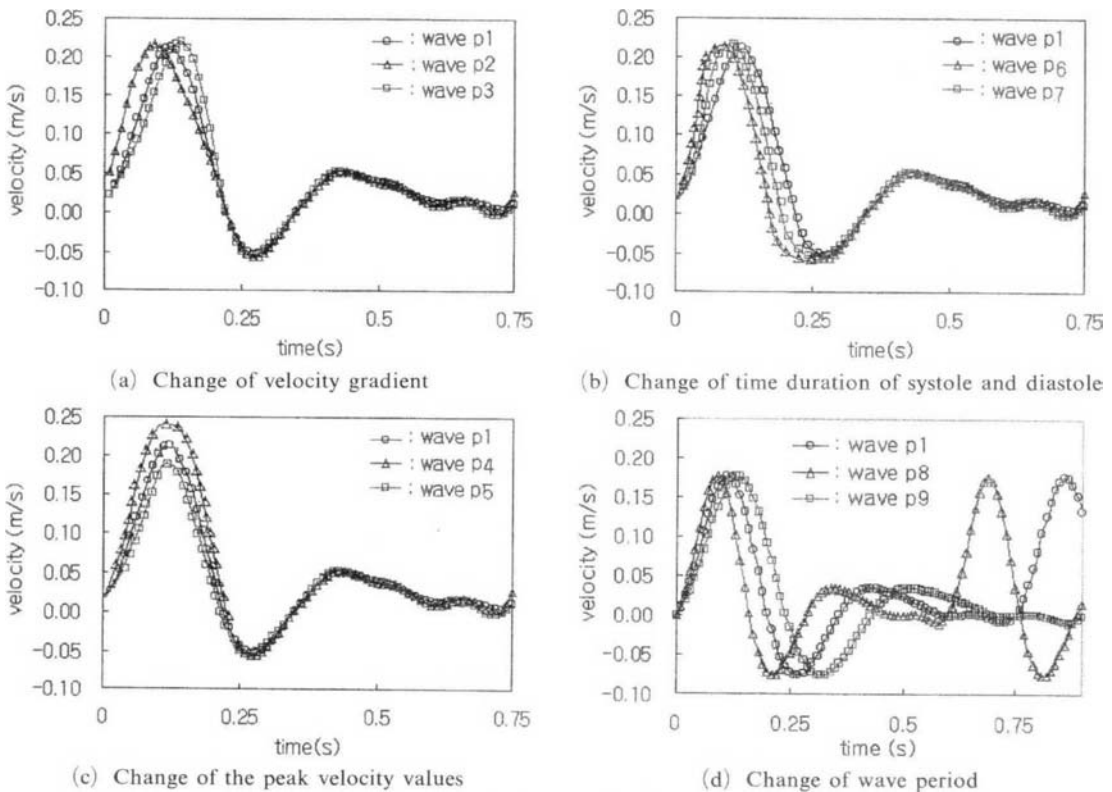 0.25
0.20
0.15
0.10
0.05
0.00
-0.05
-0.10
velocity (m/s)
: wave p1
: wave p2
: wave p3
0 0.25 0.5 0.75
time(s)
(a) Change of velocity gradient
0.25
0.20
0.15
0.10
0.05
0.00
-0.05
-0.10
velocity (m/s)
: wave p1
: wave p6
: wave p7
0 0.25 0.5 0.75
time(s)
(b) Change of time duration of systole and diastole
0.25
0.20
0.15
0.10
0.05
0.00
-0.05
-0.10
velocity (m/s)
: wave p1
: wave p4
: wave p5
0 0.25 0.5 0.75
time(s)
(c) Change of the peak velocity values
0.25
0.20
0.15
0.10
0.05
0.00
-0.05
-0.10
velocity (m/s)
: wave p1
: wave p8
: wave p9
0 0.25 0.50 0.75
time (s)
(d) Change of wave period